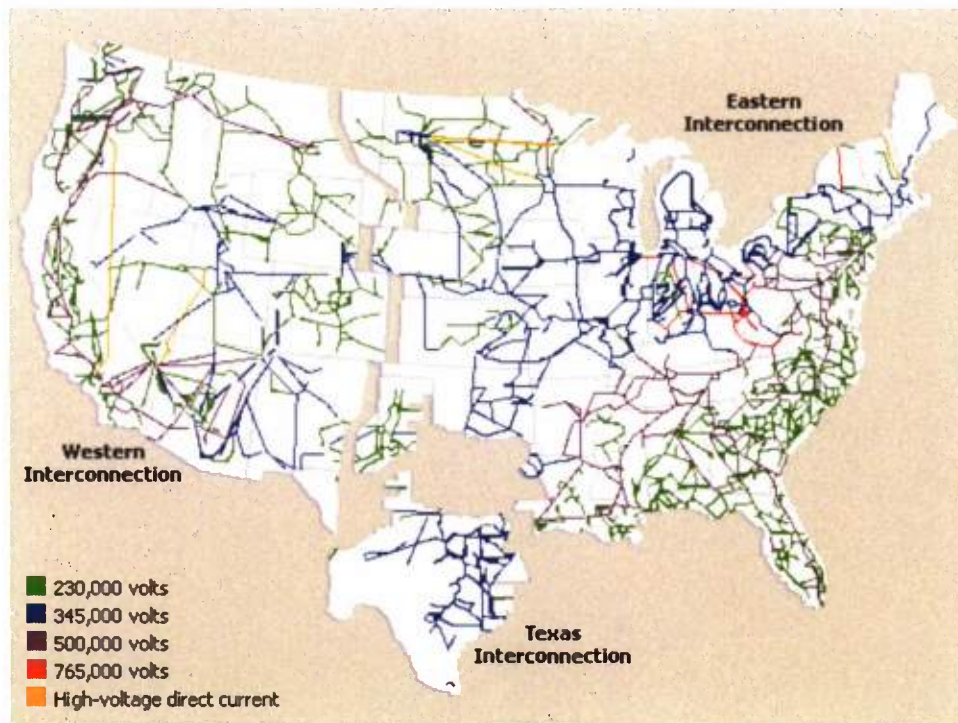 Eastern
Interconnection
Western
Interconnection
Texas
Interconnection
230,000 volts
345,000 volts
500,000 volts
765,000 volts
High-voltage direct current